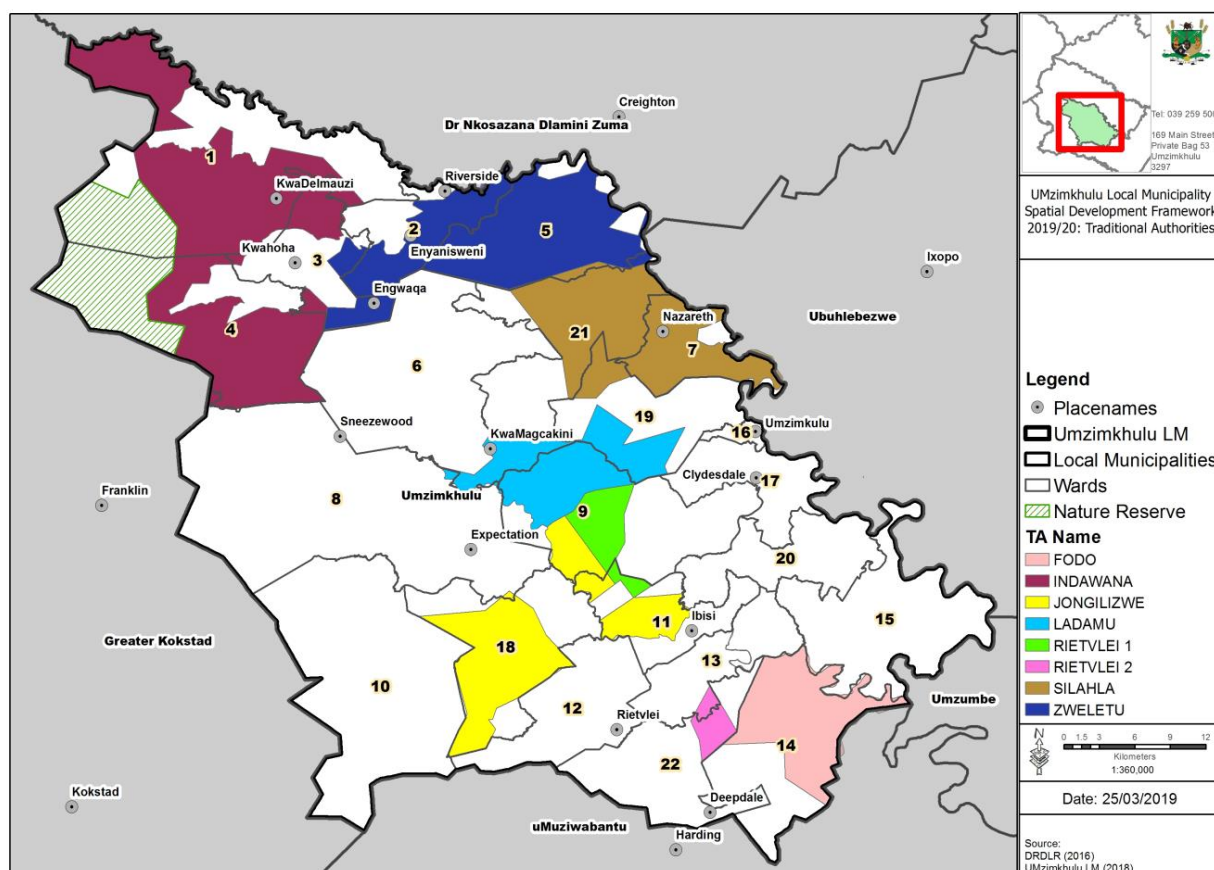 Creighton
Dr Nkosazana Dlamini Zuma
1
Riverside
KwaDelmauzi
2
5
Enyanisweni
Kwahoha
3
Ixopo
Engwaqa
Ubuhlebezwe
4
21
Nazareth
7
6
19
Sneezewood
16
Umzimkulu
KwaMagcakini
Clydesdale
17
Franklin
8
Umzimkhulu
9
Expectation
20
Greater Kokstad
18
11
Ibisi
15
10
13
12
Rietvlei
Umzumbe
14
22
Kokstad
Deepdale
uMuziwabantu
Harding
Tel: 039 259 500
169 Main Street
Private Bag 53
Umzimkulu
3297
UMzimkhulu Local Municipality
Spatial Development Framework
2019/20: Traditional Authorities
Legend
Placenames
Umzimkhulu LM
Local Municipalities
Wards
Nature Reserve
TA Name
FODO
INDAWANA
JONGILIZWE
LADAMU
RIETVLEI 1
RIETVLEI 2
SILAHLA
ZWELETU
N
0 1.5 3 6 9 12
Kilometers
1:360,000
Date: 25/03/2019
Source:
DRDLR (2016)
UMzimkhulu LM (2018)